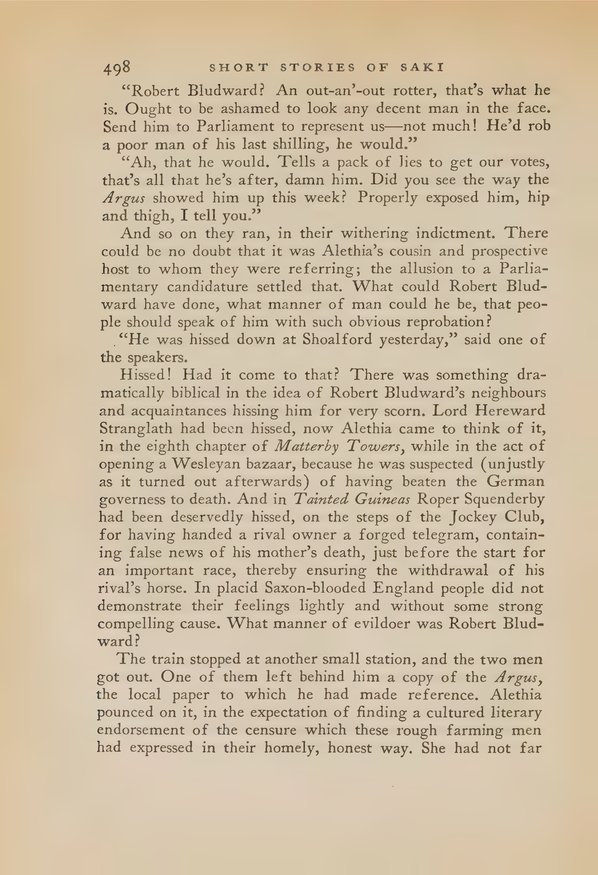 498 SHORT STORIES OF SAKI
"Robert Bludward? An out-an'-out rotter, that's what he
is. Ought to be ashamed to look any decent man in the face.
Send him to Parliament to represent us—not much! He'd rob
a poor man of his last shilling, he would."
"Ah, that he would. Tells a pack of lies to get our votes,
that's all that he's after, damn him. Did you see the way the
Argus showed him up this week? Properly exposed him, hip
and thigh, I tell you."
And so on they ran, in their withering indictment. There
could be no doubt that it was Alethia's cousin and prospective
host to whom they were referring; the allusion to a Parlia-
mentary candidature settled that. What could Robert Blud-
ward have done, what manner of man could he be, that peo-
ple should speak of him with such obvious reprobation?
"He was hissed down at Shoalford yesterday," said one of
the speakers.
Hissed! Had it come to that? There was something dra-
matically biblical in the idea of Robert Bludward's neighbours
and acquaintances hissing him for very scorn. Lord Hereward
Stranglath had been hissed, now Alethia came to think of it,
in the eighth chapter of Matterby Towers, while in the act of
opening a Wesleyan bazaar, because he was suspected (unjustly
as it turned out afterwards) of having beaten the German
governess to death. And in Tainted Guineas Roper Squenderby
had been deservedly hissed, on the steps of the Jockey Club,
for having handed a rival owner a forged telegram, contain-
ing false news of his mother's death, just before the start for
an important race, thereby ensuring the withdrawal of his
rival's horse. In placid Saxon-blooded England people did not
demonstrate their feelings lightly and without some strong
compelling cause. What manner of evildoer was Robert Blud-
ward?
The train stopped at another small station, and the two men
got out. One of them left behind him a copy of the Argus,
the local paper to which he had made reference. Alethia
pounced on it, in the expectation of finding a cultured literary
endorsement of the censure which these rough farming men
had expressed in their homely, honest way. She had not far